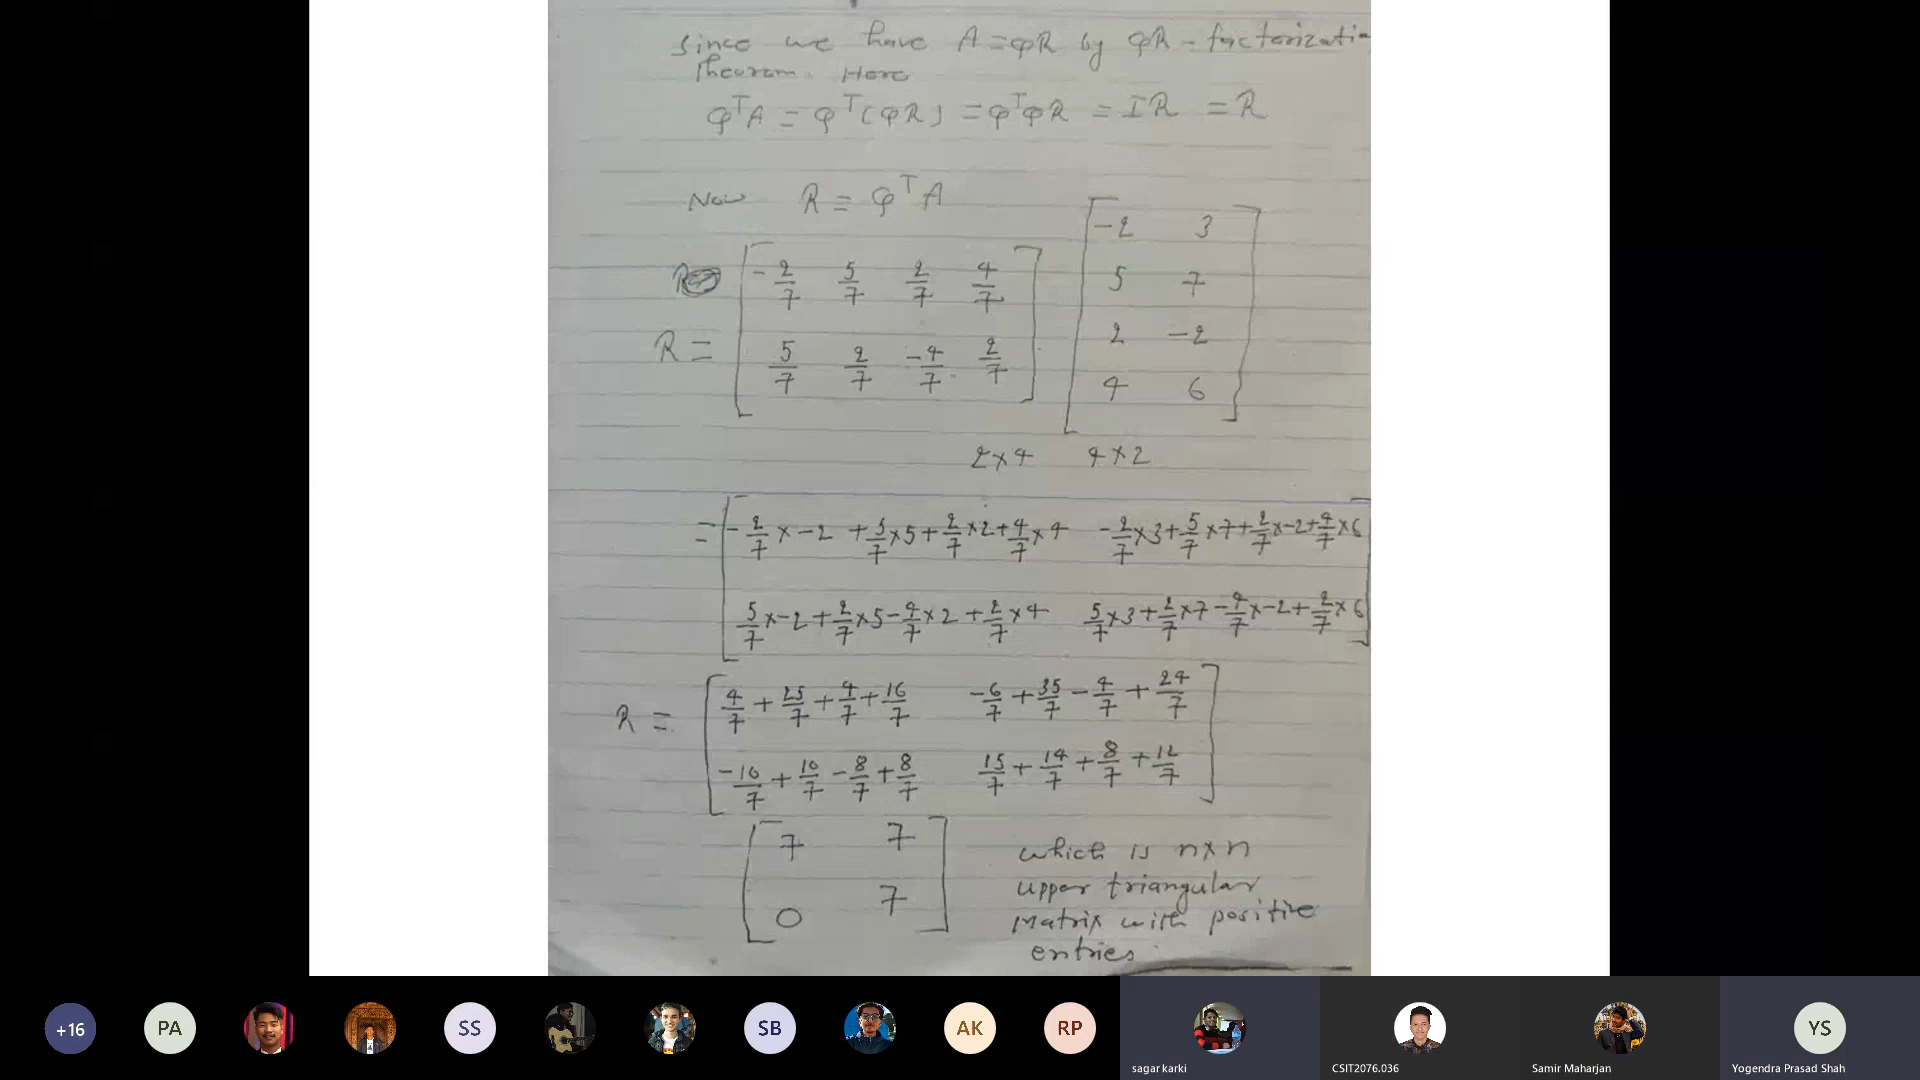 Since we have A = QR by QR-factorizatio
Theorem. Here
Q^T A = Q^T (QR) = Q^T QR = IR = R
Now R = Q^T A
R = [ -2/7 5/7 2/7 4/7 ] [ -2 3 ]
[ 5/7 2/7 -4/7 2/7 ] [ 5 7 ]
[ 2 -2 ]
[ 4 6 ]
2×4 4×2
= [ -2/7 × -2 + 5/7 × 5 + 2/7 × 2 + 4/7 × 4 -2/7 × 3 + 5/7 × 7 + 2/7 × -2 + 4/7 × 6 ]
[ 5/7 × -2 + 2/7 × 5 - 4/7 × 2 + 2/7 × 4 5/7 × 3 + 2/7 × 7 - 4/7 × -2 + 2/7 × 6 ]
R = [ 4/7 + 25/7 + 4/7 + 16/7 -6/7 + 35/7 - 4/7 + 24/7 ]
[ -10/7 + 10/7 - 8/7 + 8/7 15/7 + 14/7 + 8/7 + 12/7 ]
[ 7 7 ]
[ 0 7 ]
which is n×n
upper triangular
matrix with positive
entries.
+16
PA
SS
SB
AK
RP
YS
sagar karki
CSIT2076.036
Samir Maharjan
Yogendra Prasad Shah